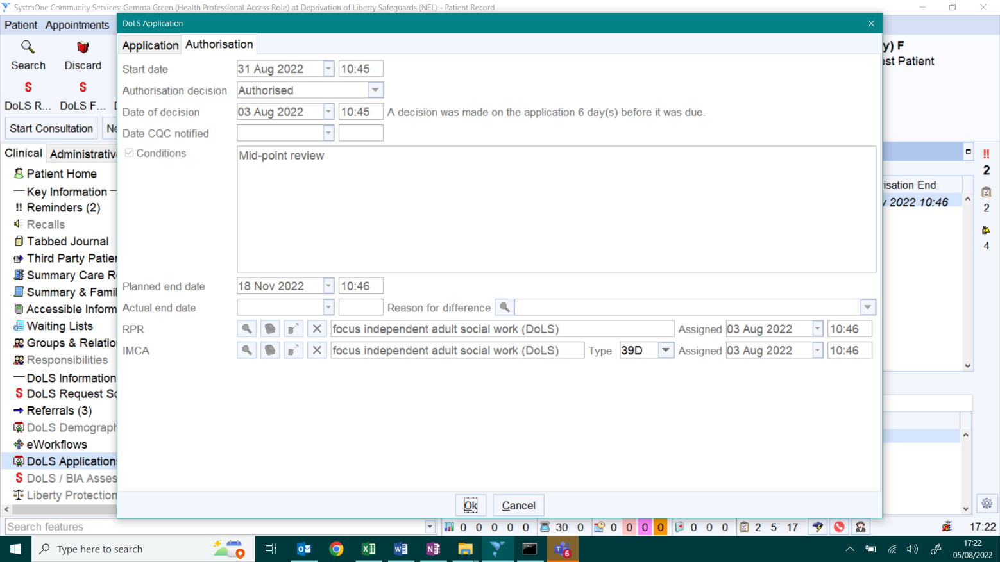 SystmOne Community Services: Gemma Green (Health Professional Access Role) at Deprivation of Liberty Safeguards (NEL) - Patient Record
Patient Appointments
Search Discard
DoLS R... DoLS F...
Start Consultation
Clinical Administrativ
Patient Home
Key Information
!! Reminders (2)
Recalls
Tabbed Journal
Third Party Patie
Summary Care R
Summary & Famil
Accessible Inform
Waiting Lists
Groups & Relatio
Responsibilities
DoLS Information
DoLS Request Sc
Referrals (3)
DoLS Demograph
eWorkflows
DoLS Application
DoLS / BIA Asses
Liberty Protection
Search features
DoLS Application
Application Authorisation
Start date 31 Aug 2022 10:45
Authorisation decision Authorised
Date of decision 03 Aug 2022 10:45 A decision was made on the application 6 day(s) before it was due.
Date CQC notified
Conditions Mid-point review
Planned end date 18 Nov 2022 10:46
Actual end date Reason for difference
RPR focus independent adult social work (DoLS) Assigned 03 Aug 2022 10:46
IMCA focus independent adult social work (DoLS) Type 39D Assigned 03 Aug 2022 10:46
Ok Cancel
y) F
est Patient
risation End
v 2022 10:46
!!
2
2
4
0 0 0 0 0 30 0 0 0 0 0 0 0 0 2 5 17 17:22
Type here to search
6
17:22
05/08/2022